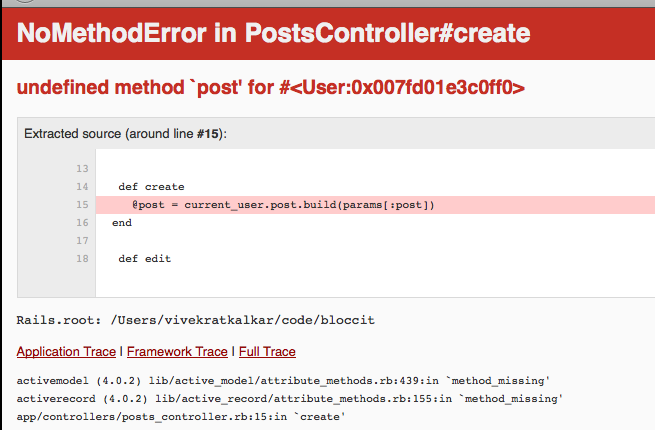 NoMethodError in PostsController#create
undefined method `post' for #<User:0x007fd01e3c0ff0>
Extracted source (around line #15):
13
14 def create
15 @post = current_user.post.build(params[:post])
16 end
17
18 def edit
Rails.root: /Users/vivekratkalkar/code/bloccit
Application Trace | Framework Trace | Full Trace
activemodel (4.0.2) lib/active_model/attribute_methods.rb:439:in `method_missing'
activerecord (4.0.2) lib/active_record/attribute_methods.rb:155:in `method_missing'
app/controllers/posts_controller.rb:15:in `create'